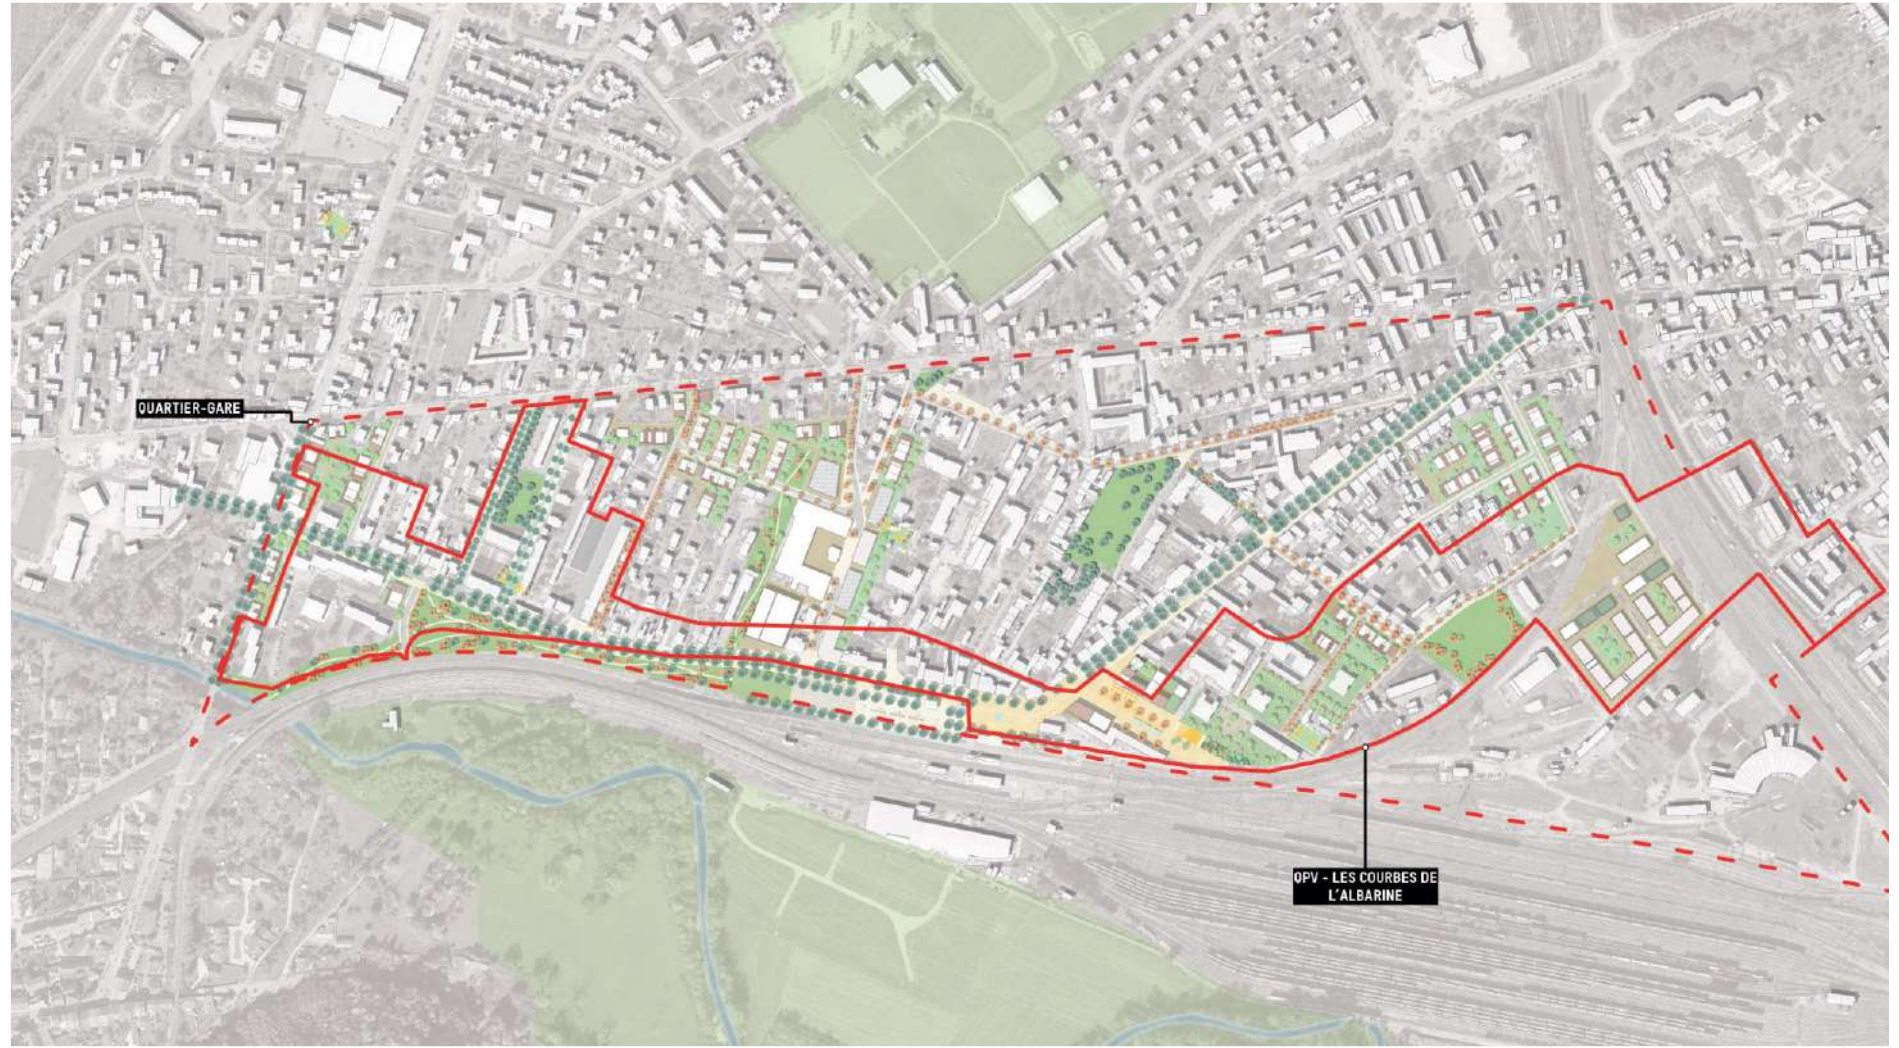 QUARTIER-GARE
QPV - LES COURBES DE
L'ALBARINE